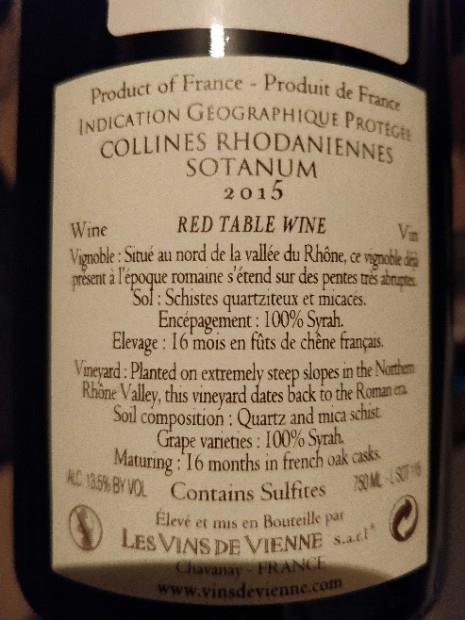 Product of France - Produit de France
INDICATION GÉOGRAPHIQUE PROTÉGÉE
COLLINES RHODANIENNES
SOTANUM
2015
Wine RED TABLE WINE Vin
Vignoble : Situé au nord de la vallée du Rhône, ce vignoble déjà
présent à l'époque romaine s'étend sur des pentes très abruptes.
Sol : Schistes quartziteux et micacés.
Encépagement : 100% Syrah.
Elevage : 16 mois en fûts de chêne français.
Vineyard : Planted on extremely steep slopes in the Northern
Rhône Valley, this vineyard dates back to the Roman era.
Soil composition : Quartz and mica schist.
Grape varieties : 100% Syrah.
Maturing : 16 months in french oak casks.
ALC. 13.5% BY VOL Contains Sulfites 750 ML - L SOT 115
Élevé et mis en Bouteille par
LES VINS DE VIENNE s.a.r.l
Chavanay - FRANCE
www.vinsdevienne.com